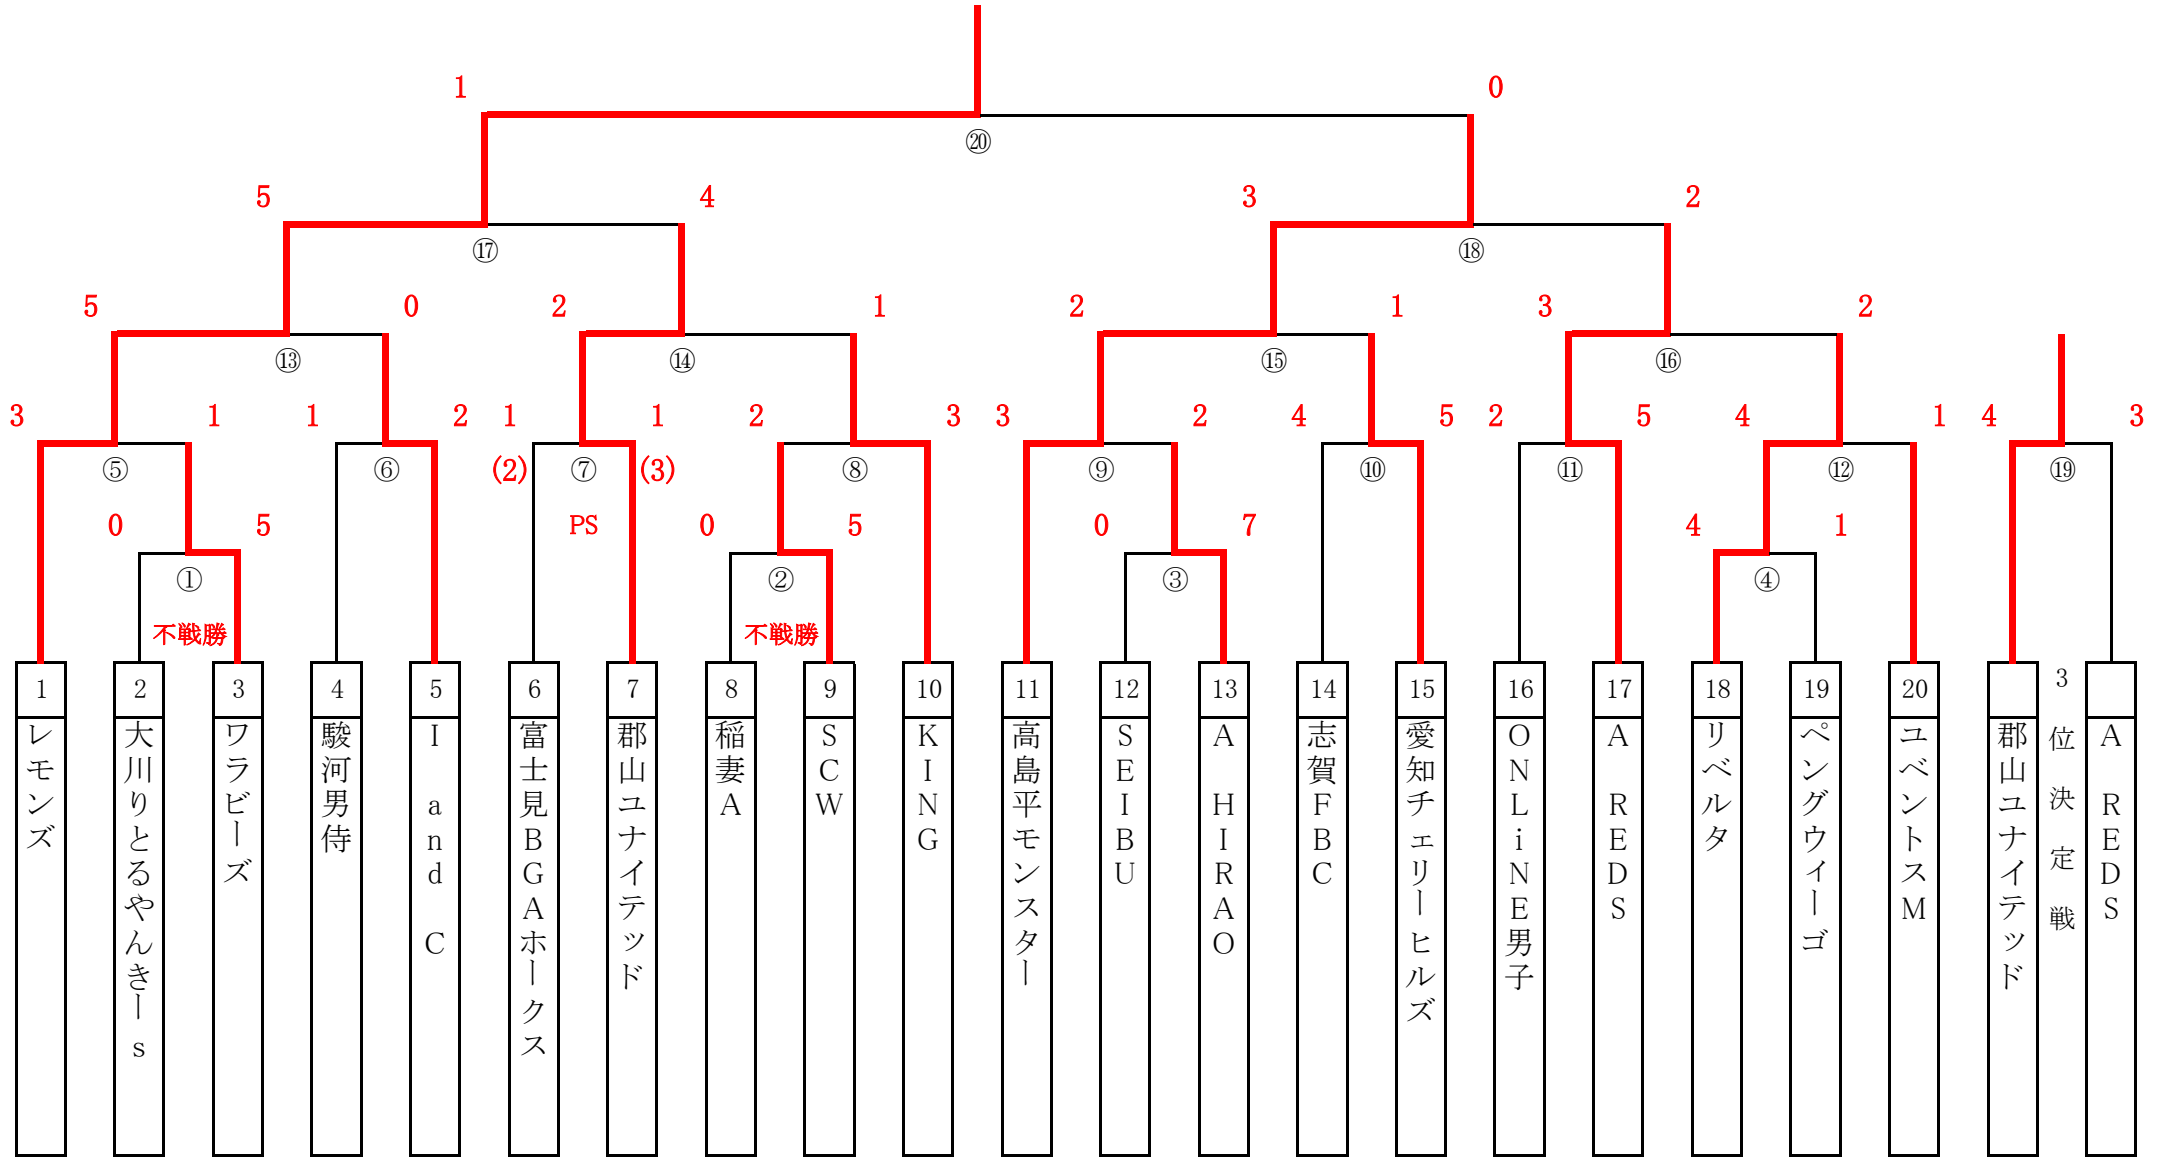 1 0
⑳
5 4 3 2
⑰ ⑱
5 0 2 1 2 1 3 2
⑬ ⑭ ⑮ ⑯
3 1 1 2 1 1 2 3 3 2 4 5 2 5 4 1 4 3
⑤ ⑥ (2) ⑦ (3) ⑧ ⑨ ⑩ ⑪ ⑫ ⑲
0 5 PS 0 5 0 7 4 1
① ② ③ ④
不戦勝 不戦勝
1 2 3 4 5 6 7 8 9 10 11 12 13 14 15 16 17 18 19 20
レモンズ
大川りとるやんきーs
ワラビーズ
駿河男侍
I and C
富士見BGAホークス
郡山ユナイテッド
稲妻A
SCW
KING
高島平モンスター
SEIBU
A HIRAO
志賀FBC
愛知チェリーヒルズ
ONLiNE男子
A REDS
リベルタ
ペングウィーゴ
ユベントスM
郡山ユナイテッド
3位決定戦
A REDS